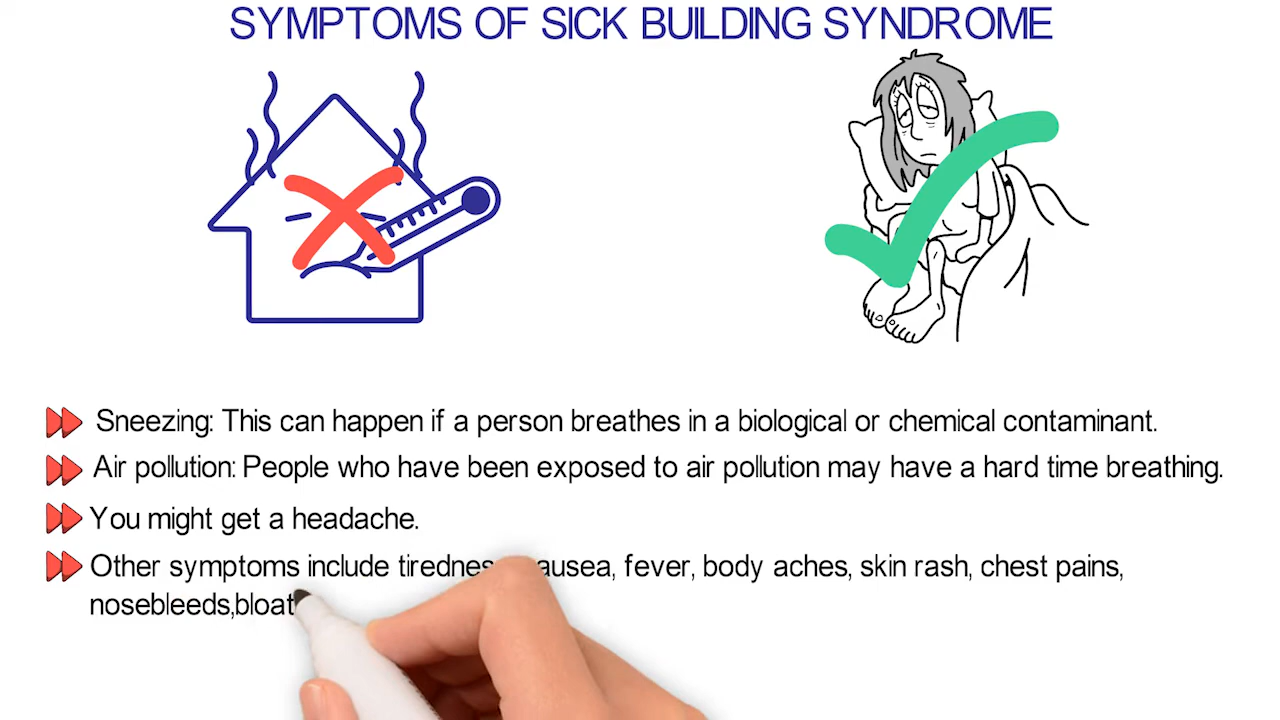 SYMPTOMS OF SICK BUILDING SYNDROME
Sneezing: This can happen if a person breathes in a biological or chemical contaminant.
Air pollution: People who have been exposed to air pollution may have a hard time breathing.
You might get a headache.
Other symptoms include fever, body aches, skin rash, chest pains,
nosebleeds,